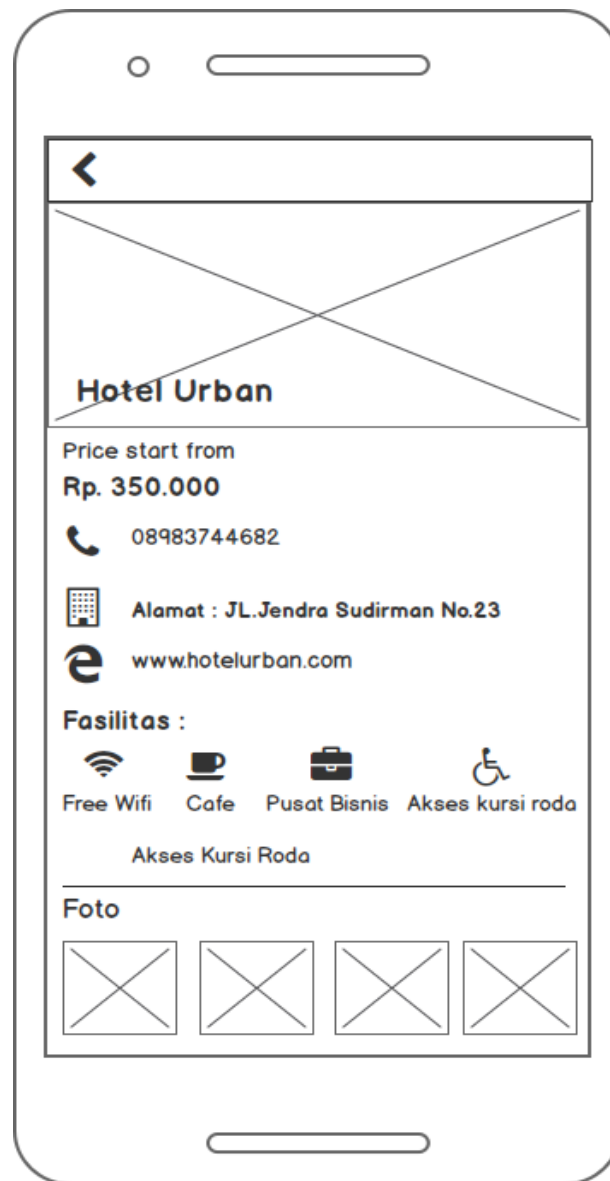 Hotel Urban
Price start from
Rp. 350.000
08983744682
Alamat : JL.Jendra Sudirman No.23
www.hotelurban.com
Fasilitas :
Free Wifi Cafe Pusat Bisnis Akses kursi roda
Akses Kursi Roda
Foto